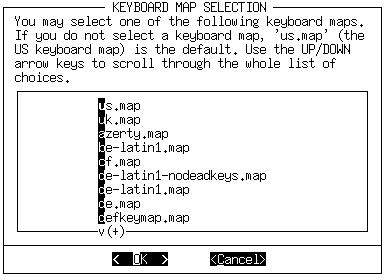 KEYBOARD MAP SELECTION
You may select one of the following keyboard maps.
If you do not select a keyboard map, 'us.map' (the
US keyboard map) is the default. Use the UP/DOWN
arrow keys to scroll through the whole list of
choices.
us.map
uk.map
azerty.map
be-latin1.map
cf.map
de-latin1-nodeadkeys.map
de-latin1.map
de.map
defkeymap.map
v(+)
< OK > <Cancel>